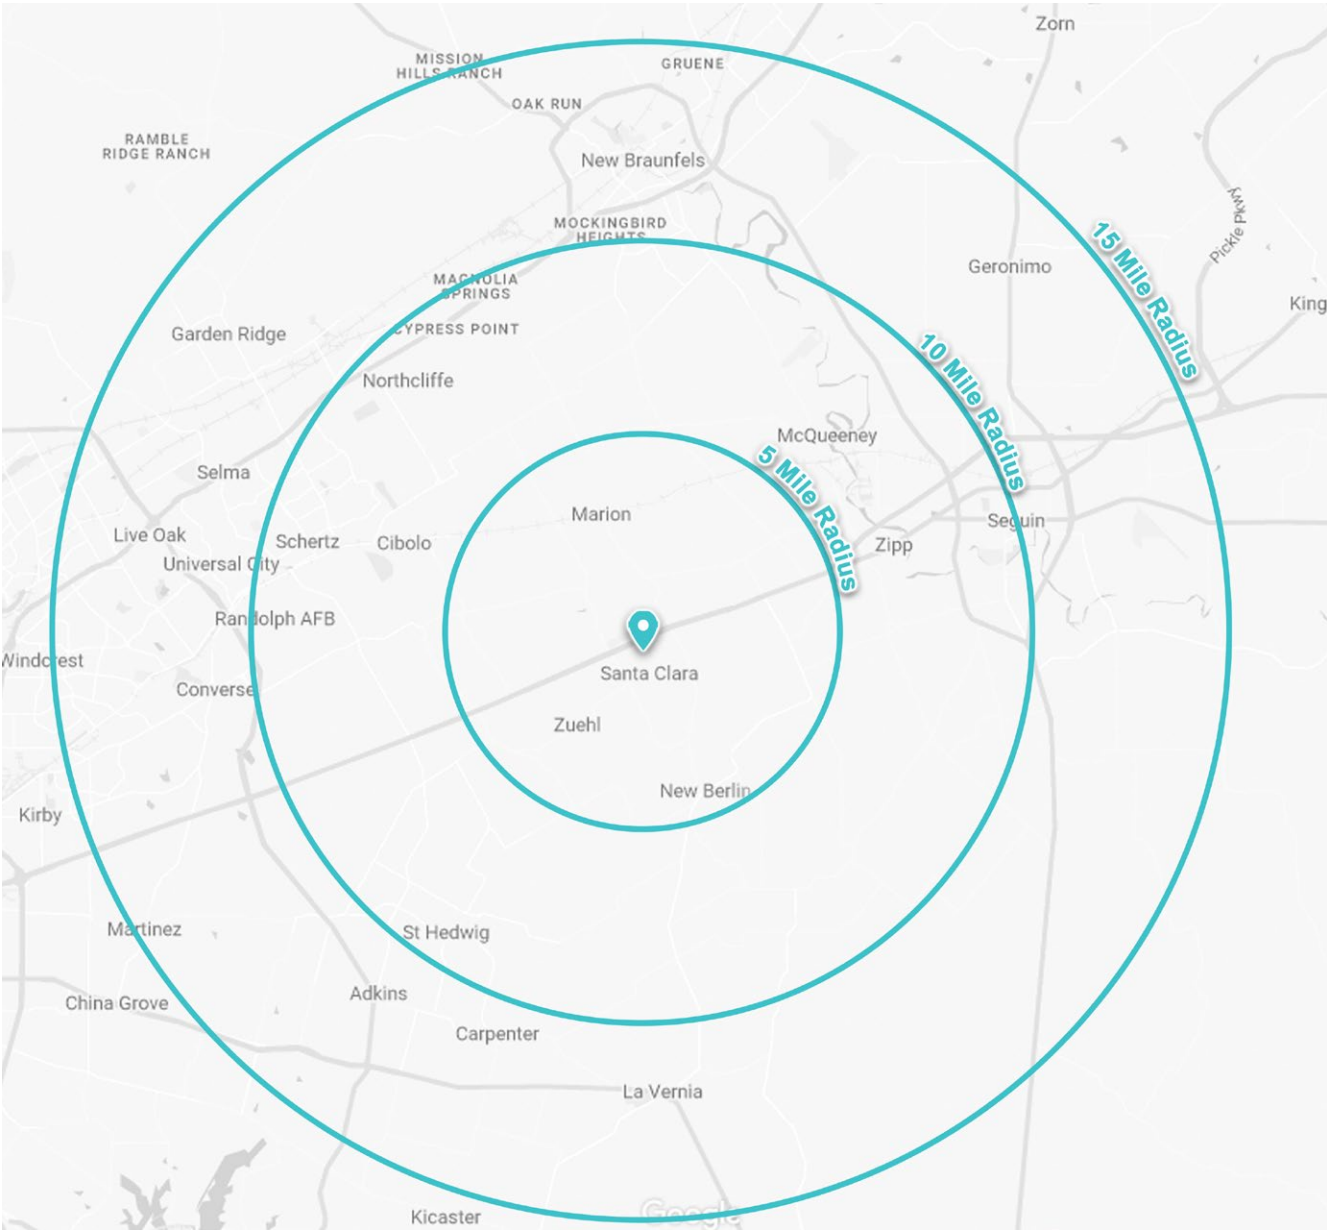 Zorn
MISSION
HILLS RANCH
GRUENE
OAK RUN
RAMBLE
RIDGE RANCH
New Braunfels
Pickle Pkwy
MOCKINGBIRD
HEIGHTS
15 Mile Radius
Geronimo
MAGNOLIA
SPRINGS
King
CYPRESS POINT
Garden Ridge
10 Mile Radius
Northcliffe
McQueeney
5 Mile Radius
Selma
Marion
Seguin
Live Oak
Schertz
Cibolo
Zipp
Universal City
Randolph AFB
Windcrest
Santa Clara
Converse
Zuehl
New Berlin
Kirby
Martinez
St Hedwig
Adkins
China Grove
Carpenter
La Vernia
Google
Kicaster